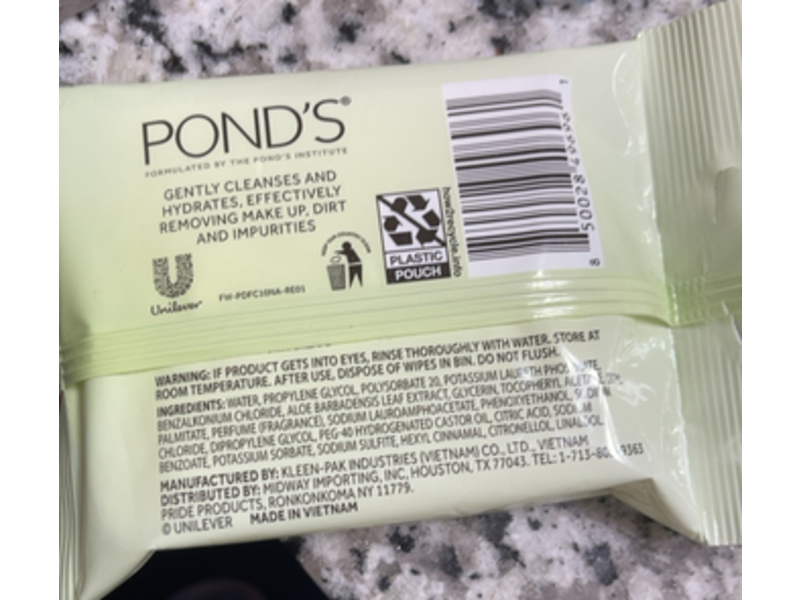 POND'S®
FORMULATED BY THE POND'S INSTITUTE
GENTLY CLEANSES AND
HYDRATES, EFFECTIVELY
REMOVING MAKE UP, DIRT
AND IMPURITIES
Unilever
FW-PDFC10NA-RE01
PLASTIC
POUCH
how2recycle.info
WARNING: IF PRODUCT GETS INTO EYES, RINSE THOROUGHLY WITH WATER. STORE AT
ROOM TEMPERATURE. AFTER USE, DISPOSE OF WIPES IN BIN. DO NOT FLUSH.
INGREDIENTS: WATER, PROPYLENE GLYCOL, POLYSORBATE 20, POTASSIUM LAURETH PHOSPHATE,
BENZALKONIUM CHLORIDE, ALOE BARBADENSIS LEAF EXTRACT, GLYCERIN, TOCOPHERYL ACETATE,
PALMITATE, PERFUME (FRAGRANCE), SODIUM LAUROAMPHOACETATE, PHENOXYETHANOL, SODIUM
CHLORIDE, DIPROPYLENE GLYCOL, PEG-40 HYDROGENATED CASTOR OIL, CITRIC ACID, SODIUM
BENZOATE, POTASSIUM SORBATE, SODIUM SULFITE, HEXYL CINNAMAL, CITRONELLOL, LINALOOL.
MANUFACTURED BY: KLEEN-PAK INDUSTRIES (VIETNAM) CO., LTD., VIETNAM
DISTRIBUTED BY: MIDWAY IMPORTING, INC, HOUSTON, TX 77043. TEL:
PRIDE PRODUCTS, RONKONKOMA NY 11779.
© UNILEVER MADE IN VIETNAM